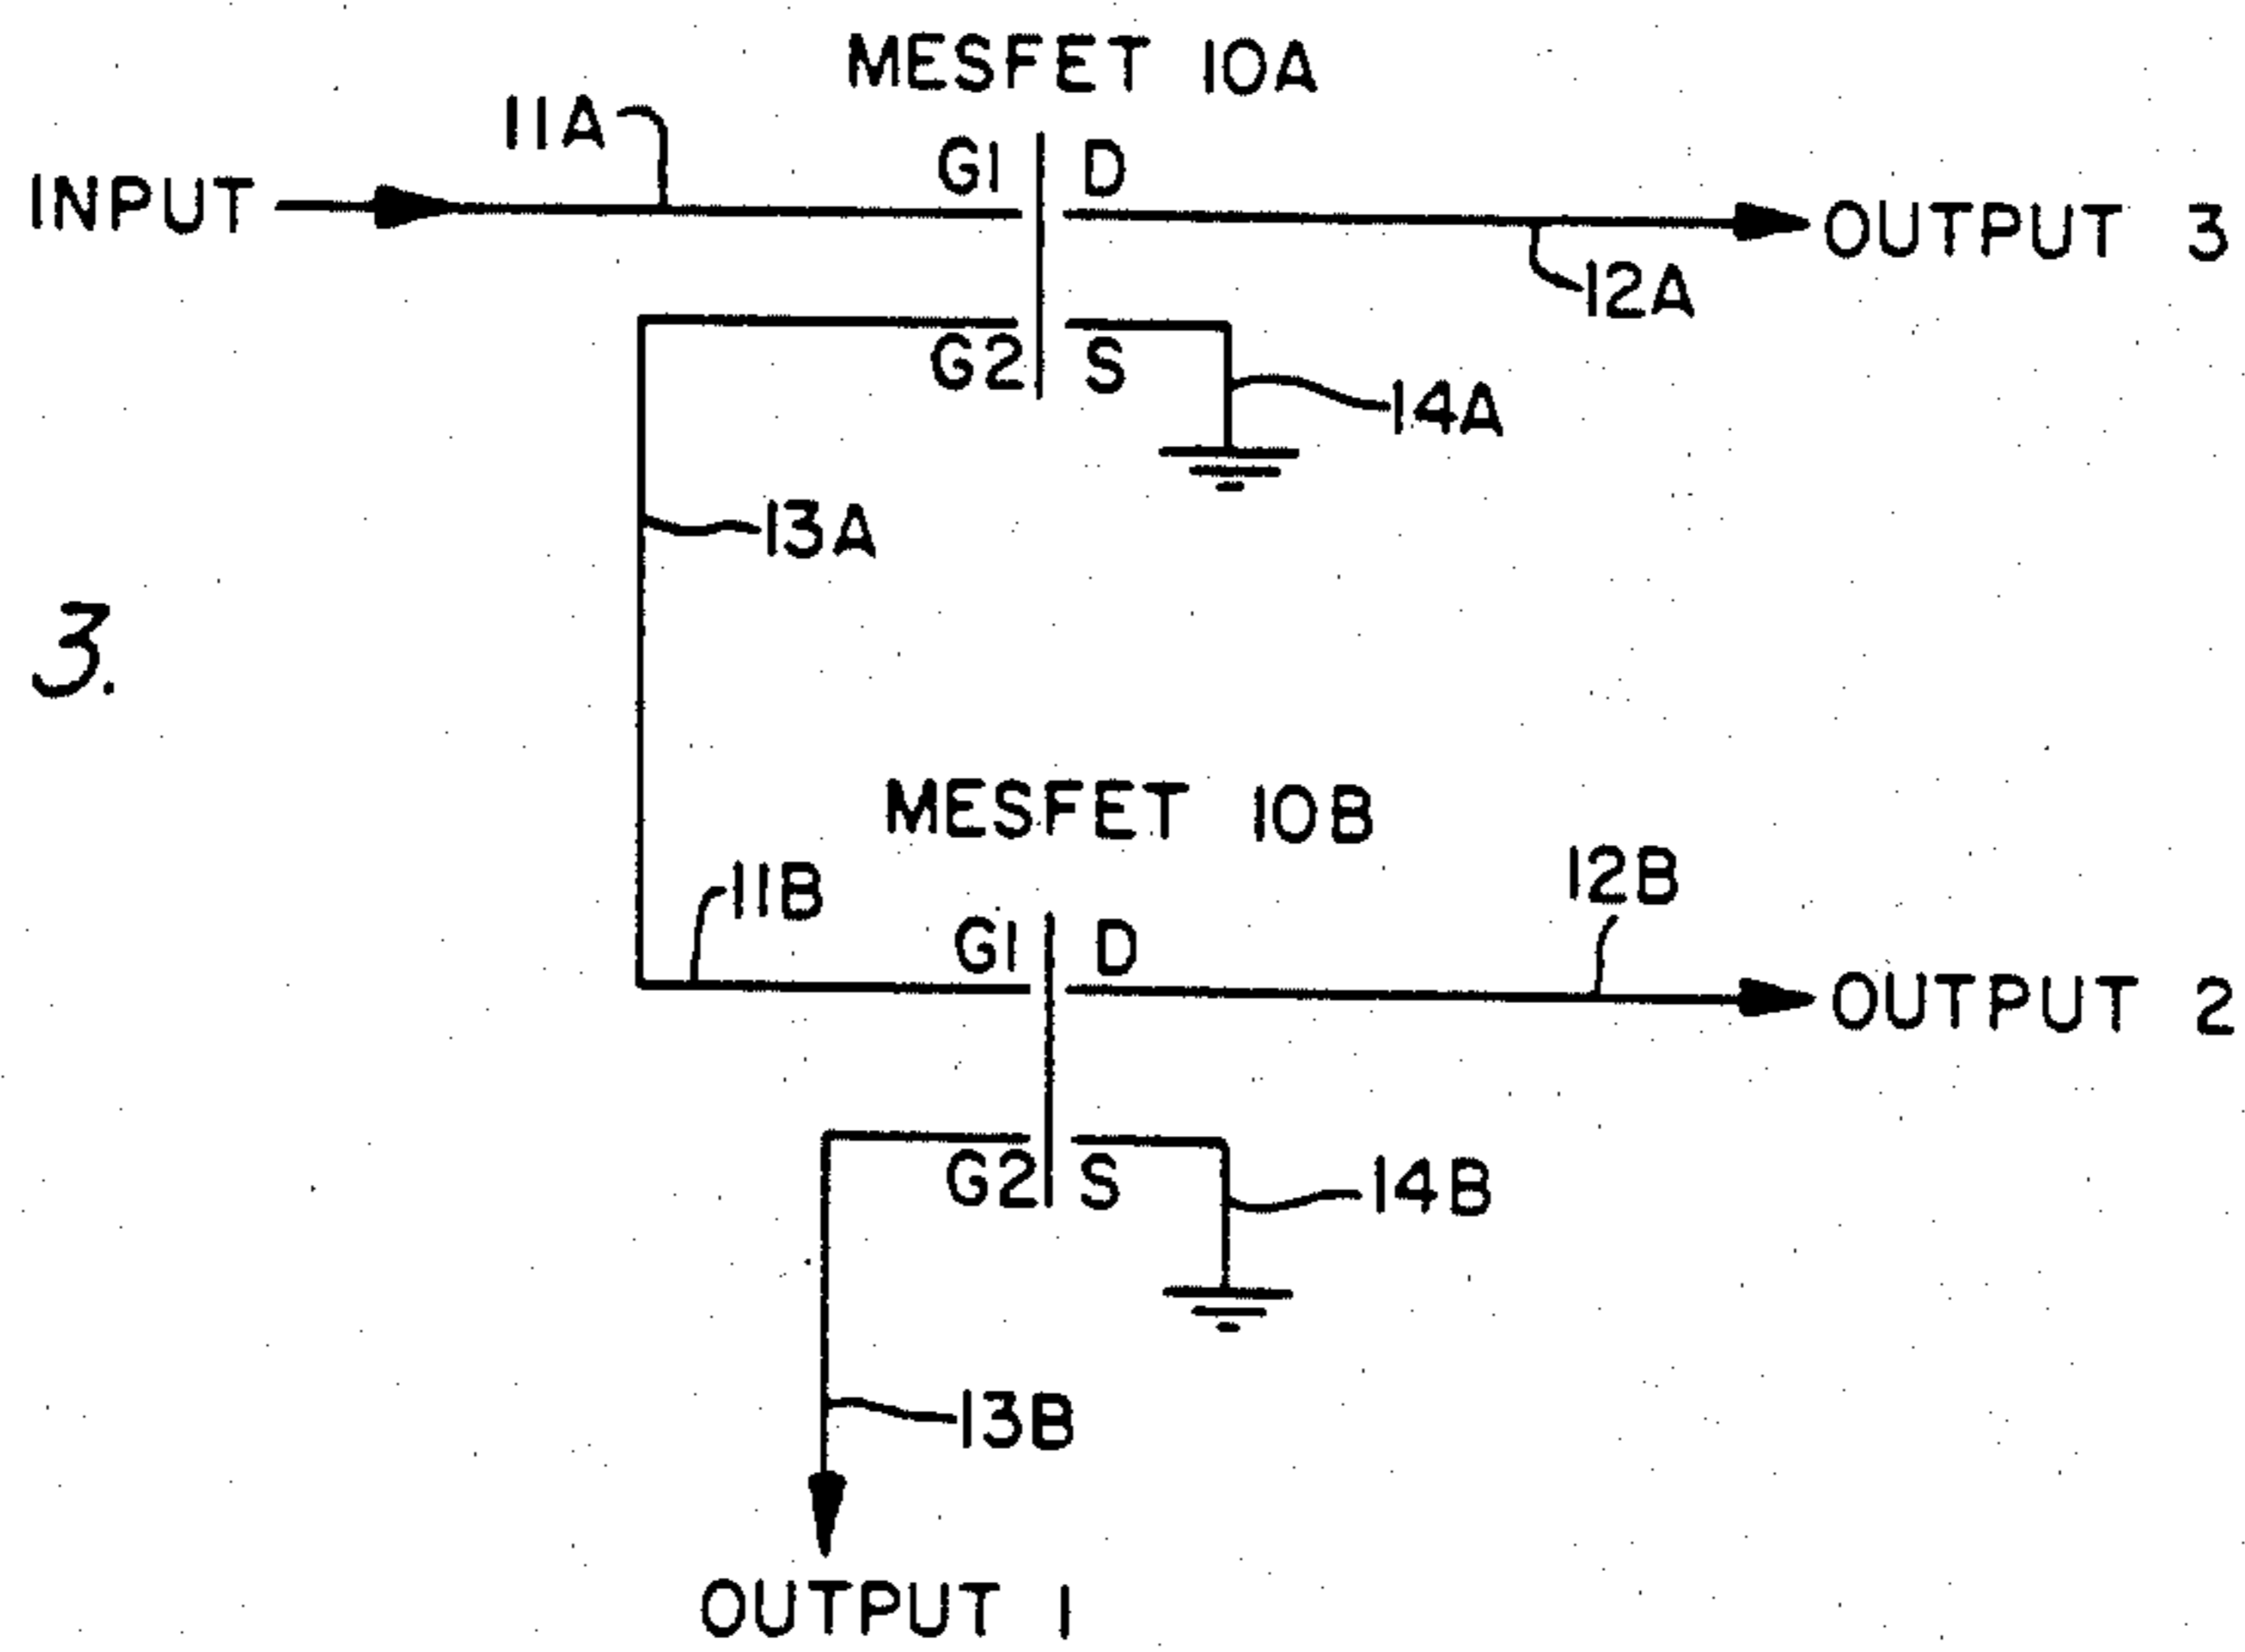 MESFET 10A
11A
G1 D
INPUT
OUTPUT 3
12A
G2 S
14A
13A
3.
MESFET 10B
11B
12B
G1 D
OUTPUT 2
G2 S
14B
13B
OUTPUT 1